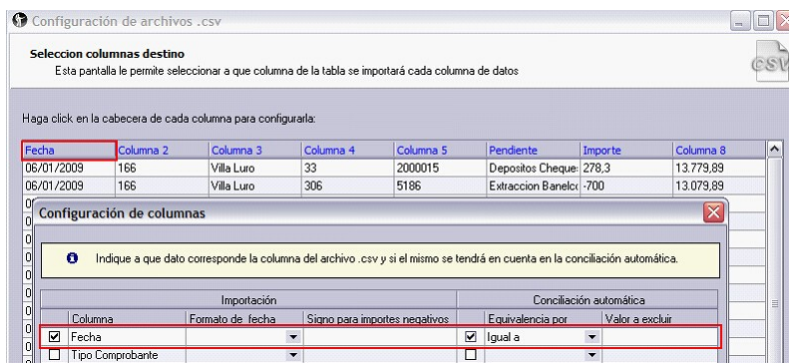 Configuración de archivos .csv
Seleccion columnas destino
Esta pantalla le permite seleccionar a que columna de la tabla se importará cada columna de datos
CSV
Haga click en la cabecera de cada columna para configurarla:
Fecha Columna 2 Columna 3 Columna 4 Columna 5 Pendiente Importe Columna 8
06/01/2009 166 Villa Luro 33 2000015 Depositos Cheque: 278,3 13.779,89
06/01/2009 166 Villa Luro 306 5186 Extraccion Banelco -700 13.079,89
Configuración de columnas
Indique a que dato corresponde la columna del archivo .csv y si el mismo se tendrá en cuenta en la conciliación automática.
Importación Conciliación automática
Columna Formato de fecha Signo para importes negativos Equivalencia por Valor a excluir
Fecha Igual a
Tipo Comprobante